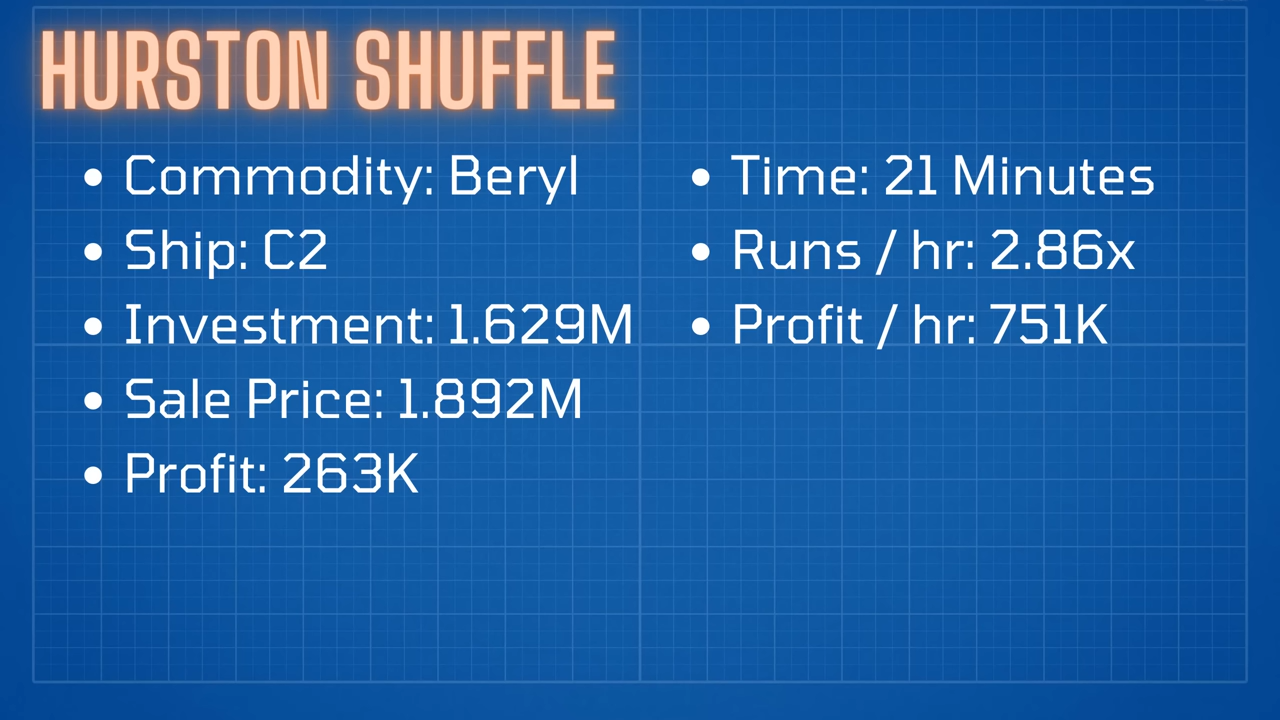 HURSTON SHUFFLE
• Commodity: Beryl
• Ship: C2
• Investment: 1.629M
• Sale Price: 1.892M
• Profit: 263K
• Time: 21 Minutes
• Runs / hr: 2.86x
• Profit / hr: 751K